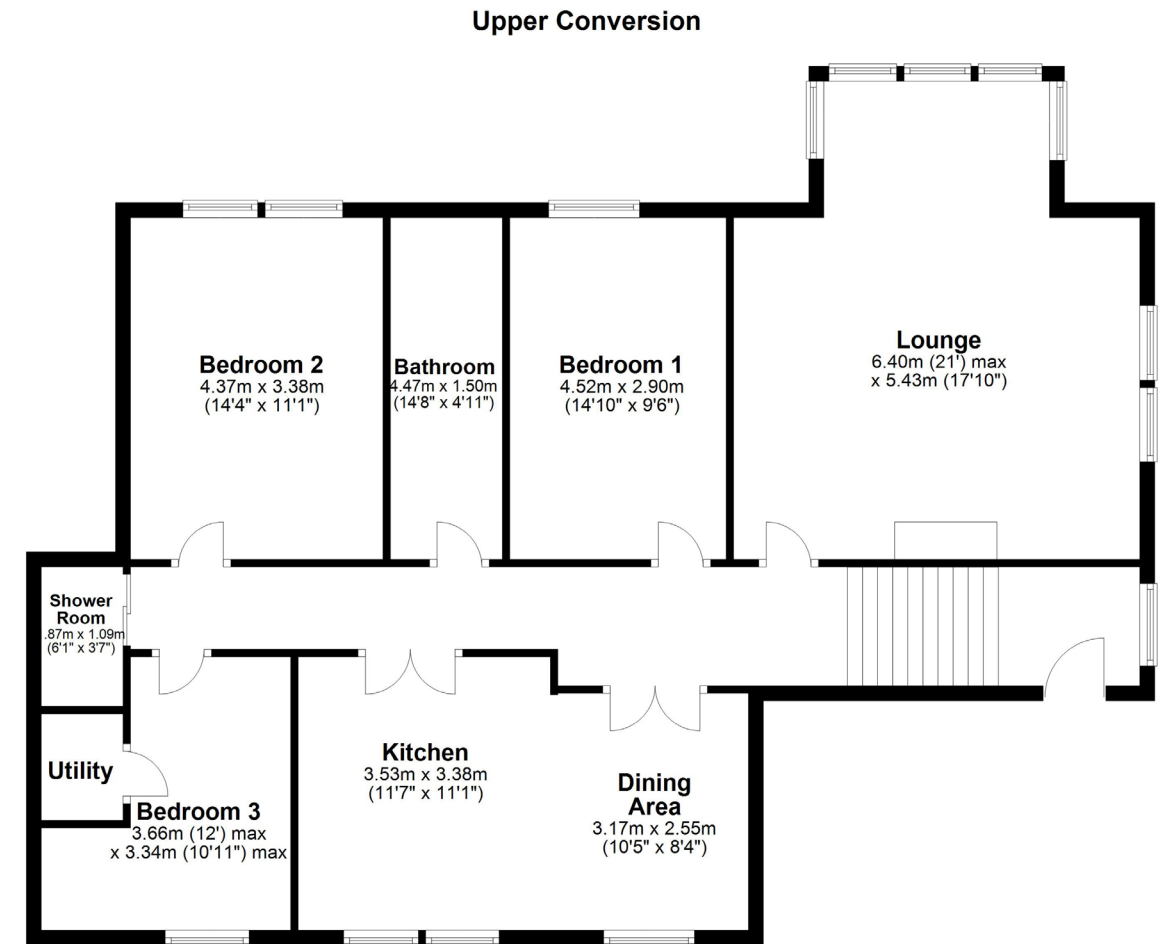 Upper Conversion
Lounge
6.40m (21') max
x 5.43m (17'10")
Bedroom 2
4.37m x 3.38m
(14'4" x 11'1")
Bathroom
4.47m x 1.50m
(14'8" x 4'11")
Bedroom 1
4.52m x 2.90m
(14'10" x 9'6")
Shower
Room
.87m x 1.09m
(6'1" x 3'7")
Utility
Bedroom 3
3.66m (12') max
x 3.34m (10'11") max
Kitchen
3.53m x 3.38m
(11'7" x 11'1")
Dining
Area
3.17m x 2.55m
(10'5" x 8'4")